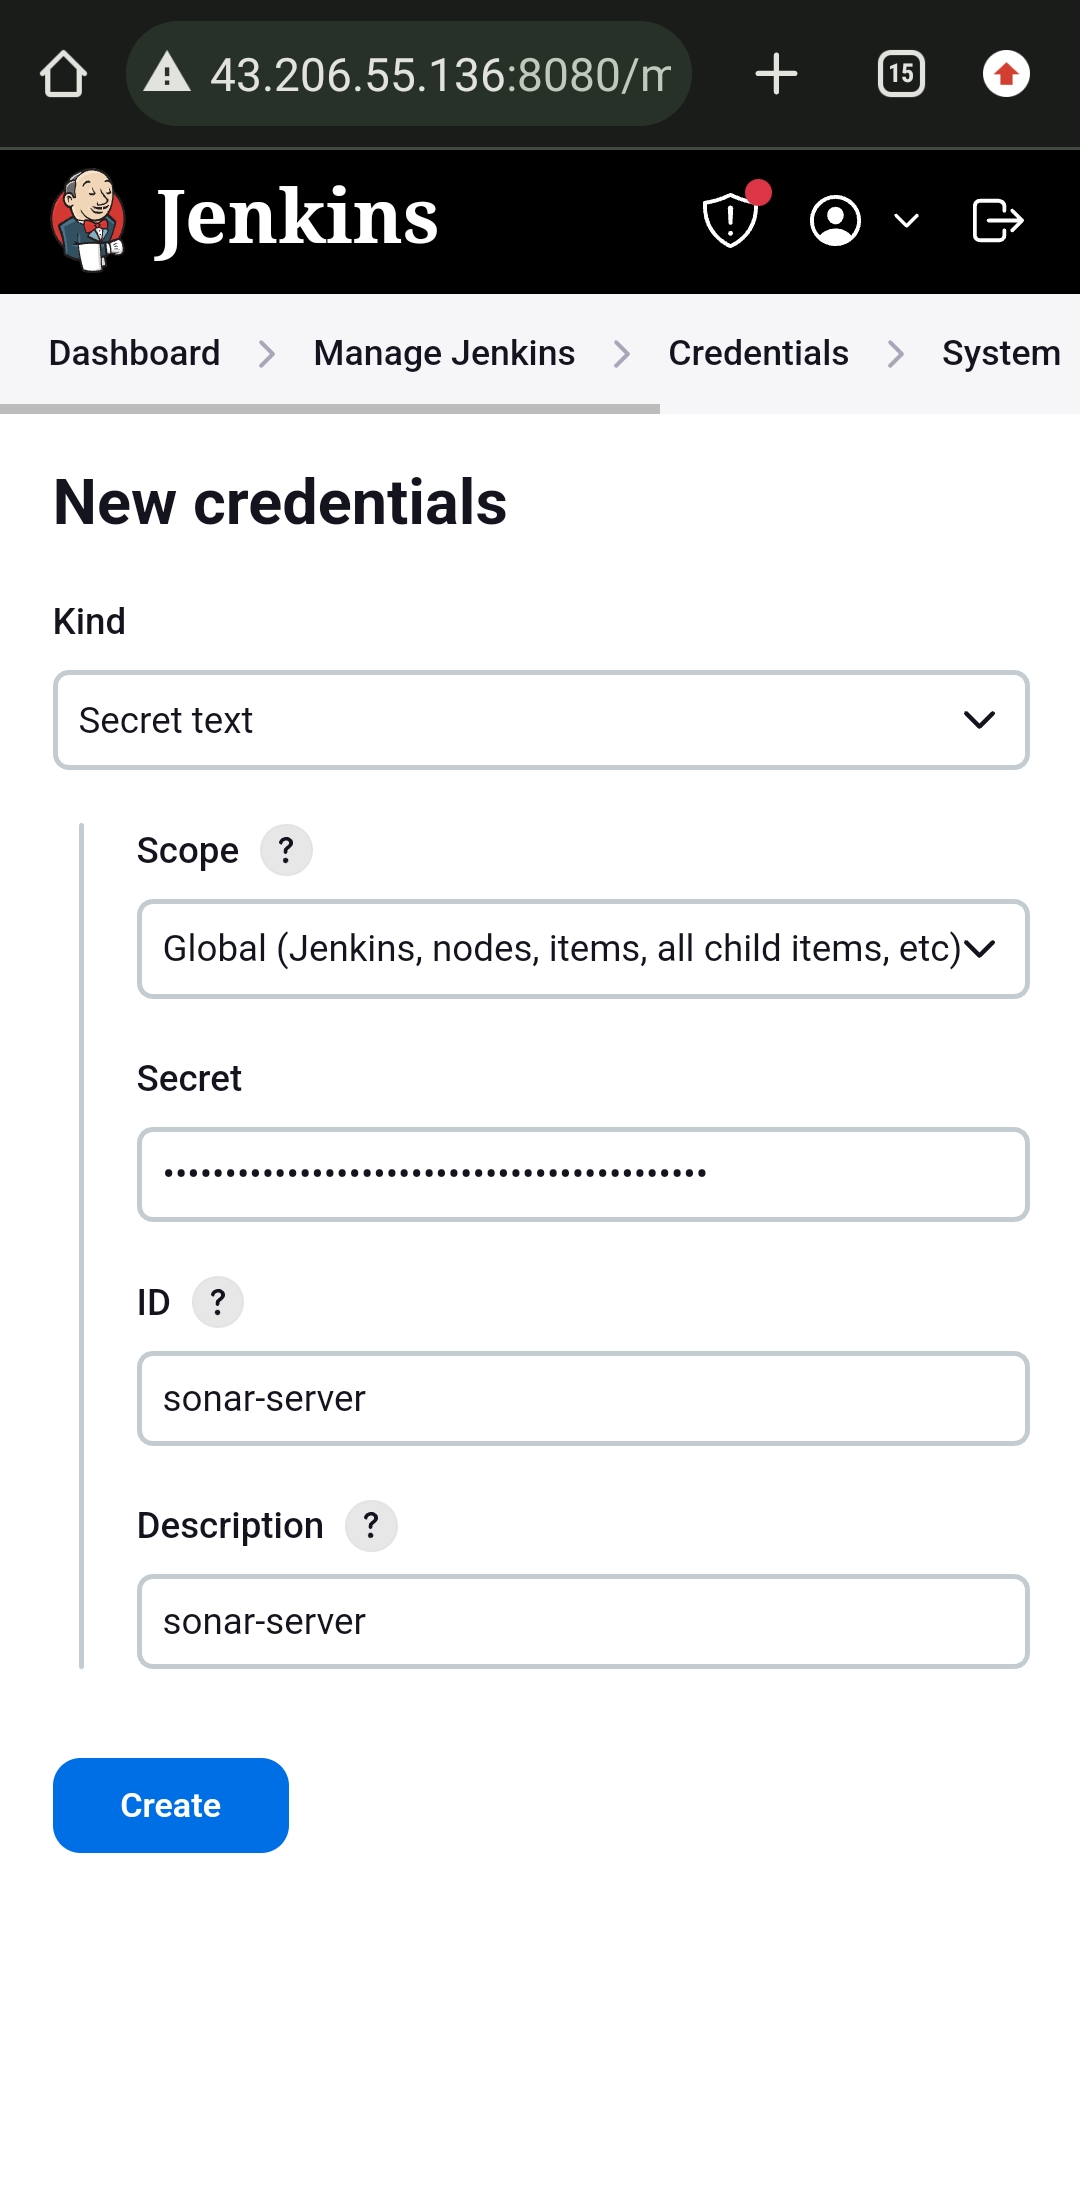 43.206.55.136:8080/m
15
Jenkins
Dashboard > Manage Jenkins > Credentials > System
New credentials
Kind
Secret text
Scope ?
Global (Jenkins, nodes, items, all child items, etc)
Secret
••••••••••••••••••••••••••••••••••••••••••••
ID ?
sonar-server
Description ?
sonar-server
Create